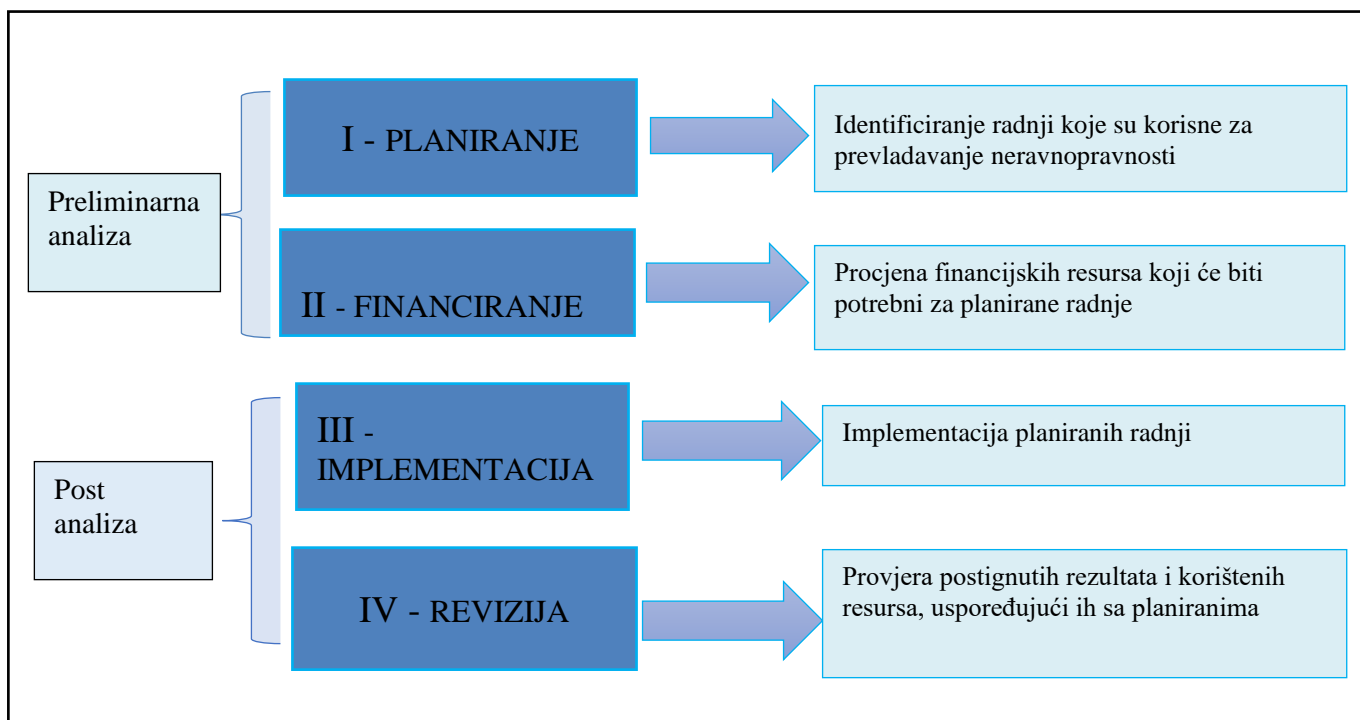 Preliminarna
analiza
I - PLANIRANJE
Identificiranje radnji koje su korisne za
prevladavanje neravnopravnosti
II - FINANCIRANJE
Procjena financijskih resursa koji će biti
potrebni za planirane radnje
Post
analiza
III -
IMPLEMENTACIJA
Implementacija planiranih radnji
IV - REVIZIJA
Provjera postignutih rezultata i korištenih
resursa, uspoređujući ih sa planiranima